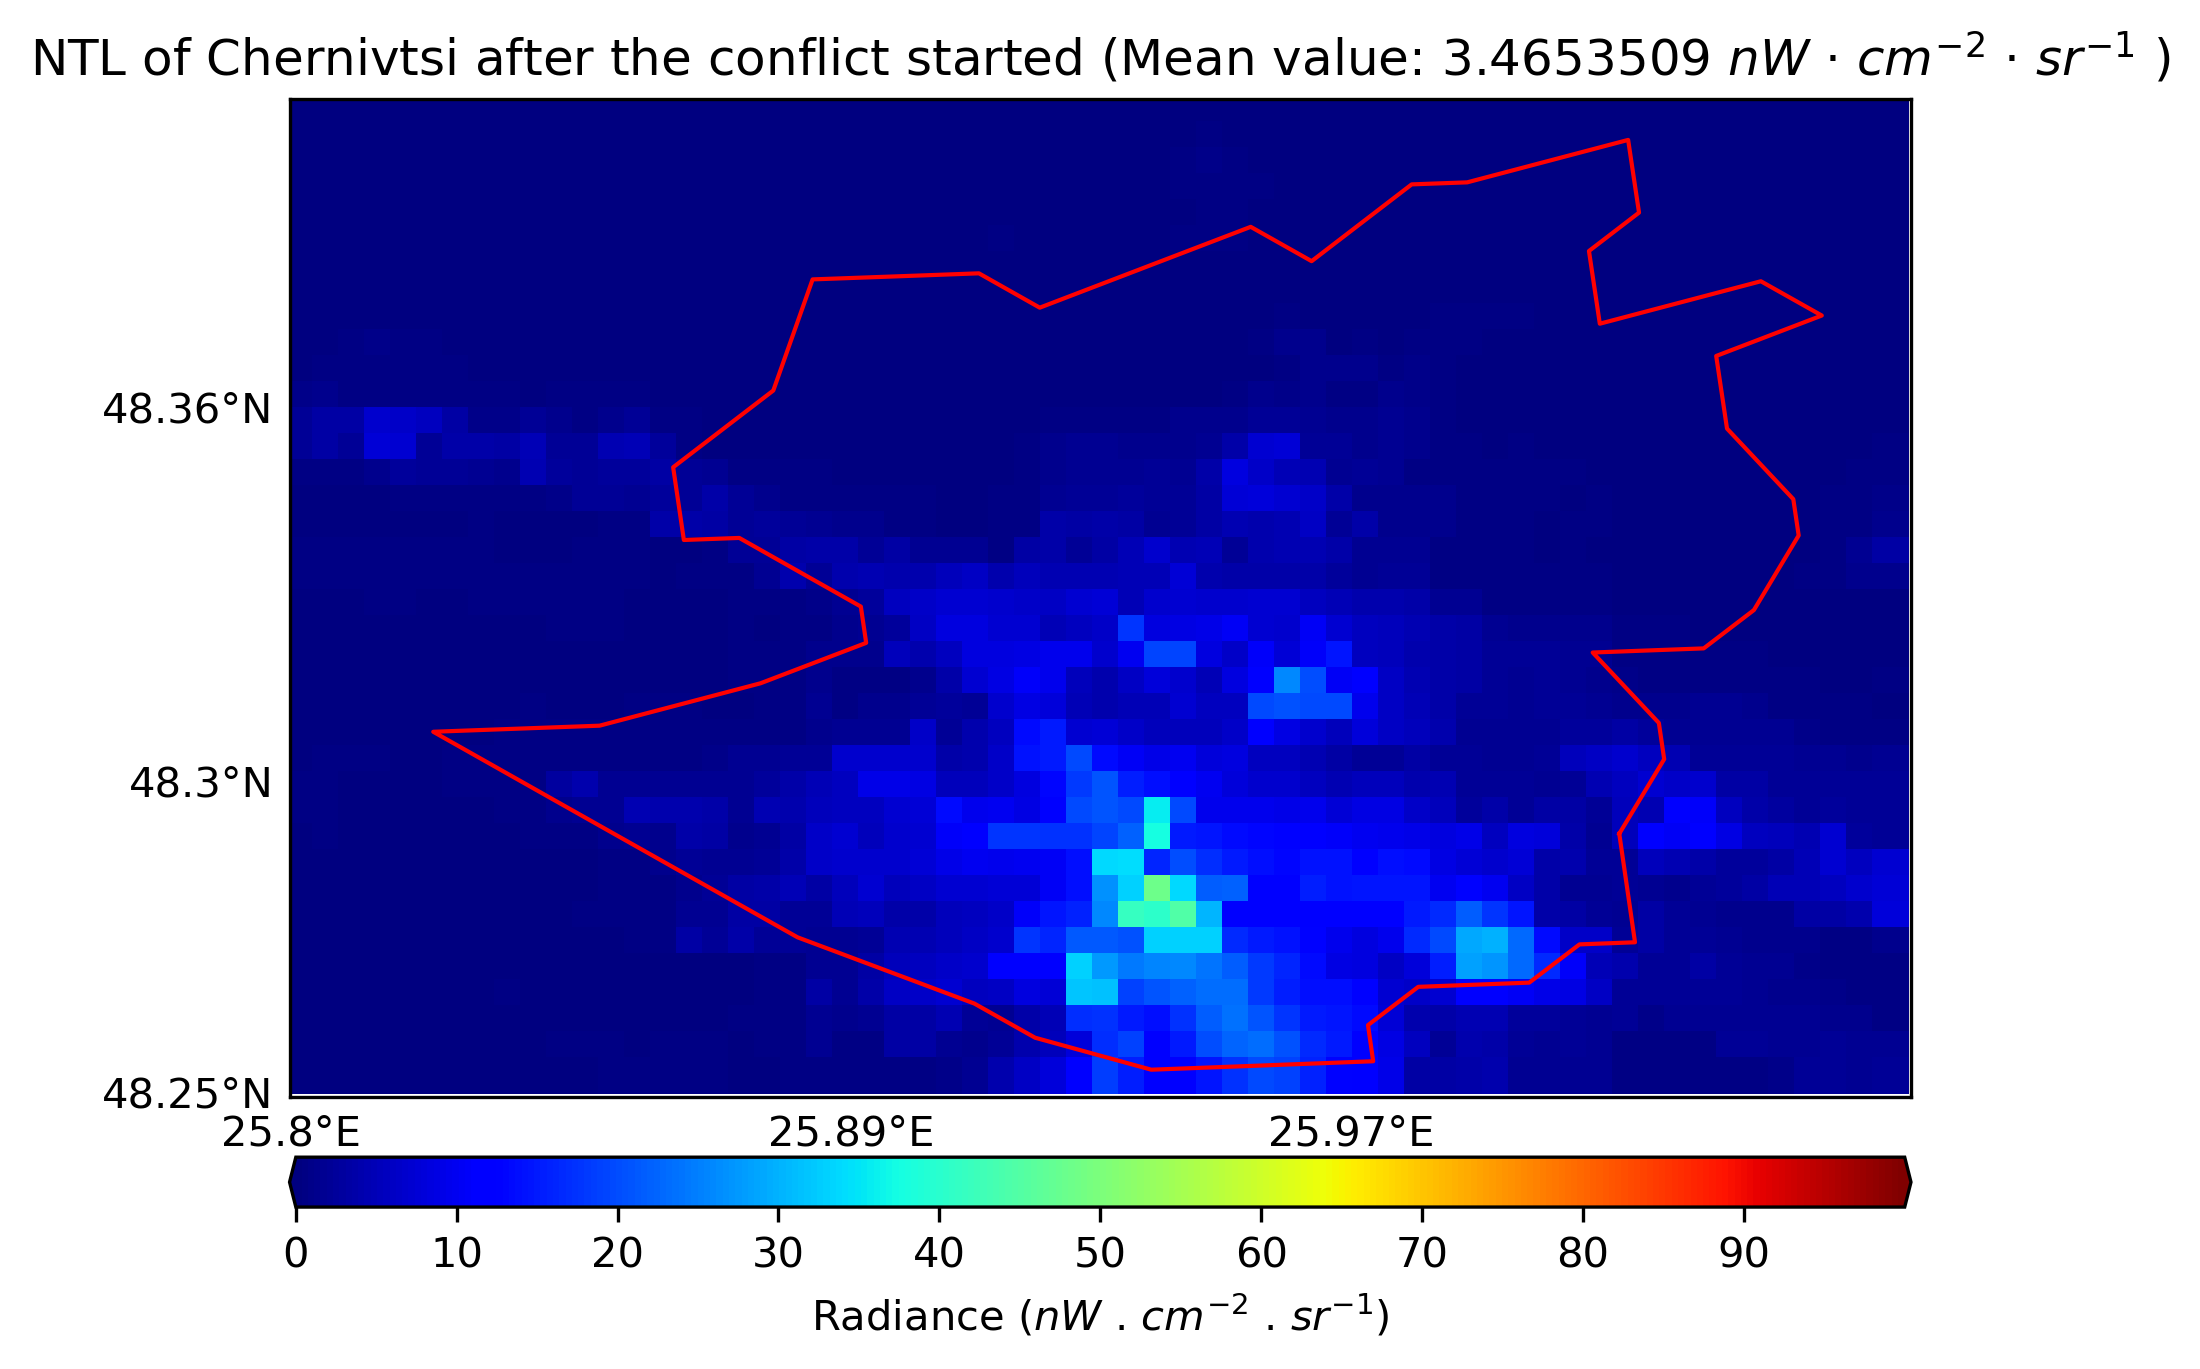 NTL of Chernivtsi after the conflict started (Mean value: 3.4653509 nW · cm⁻² · sr⁻¹ )
48.36°N
48.3°N
48.25°N
25.8°E 25.89°E 25.97°E
0 10 20 30 40 50 60 70 80 90
Radiance (nW . cm⁻² . sr⁻¹)